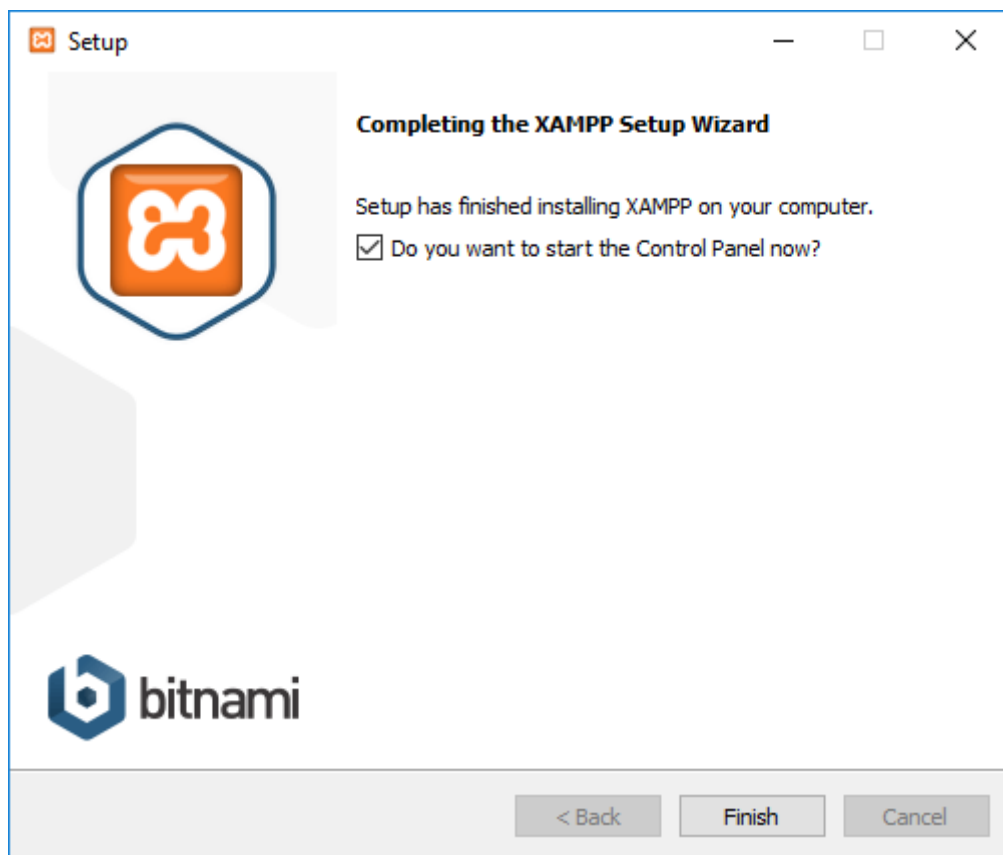 Setup
Completing the XAMPP Setup Wizard
Setup has finished installing XAMPP on your computer.
Do you want to start the Control Panel now?
bitnami
< Back
Finish
Cancel